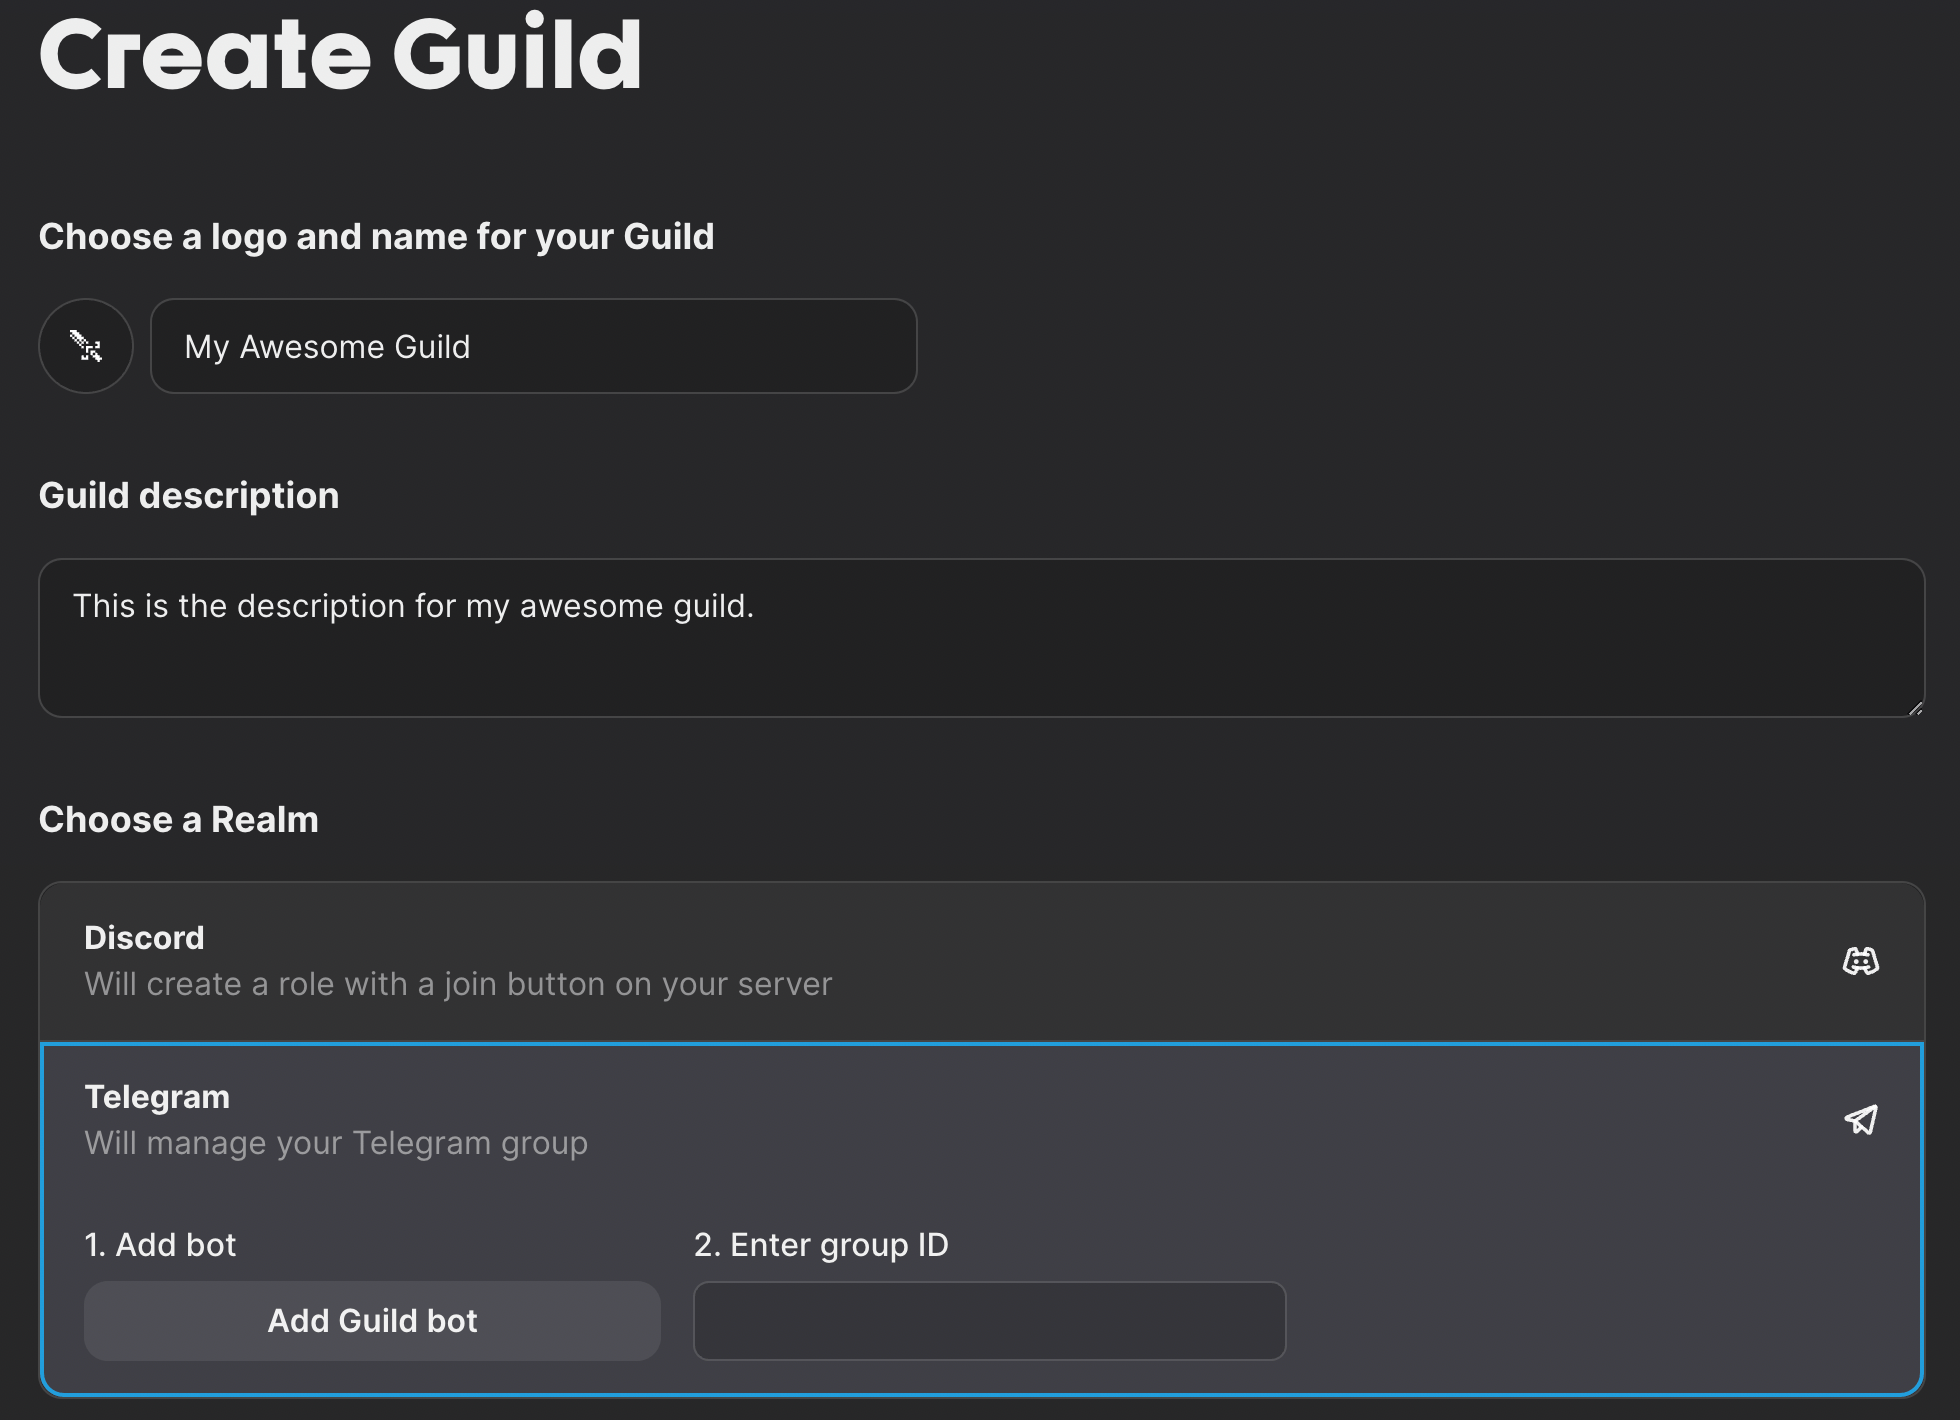 Create Guild
Choose a logo and name for your Guild
My Awesome Guild
Guild description
This is the description for my awesome guild.
Choose a Realm
Discord
Will create a role with a join button on your server
Telegram
Will manage your Telegram group
1. Add bot
2. Enter group ID
Add Guild bot